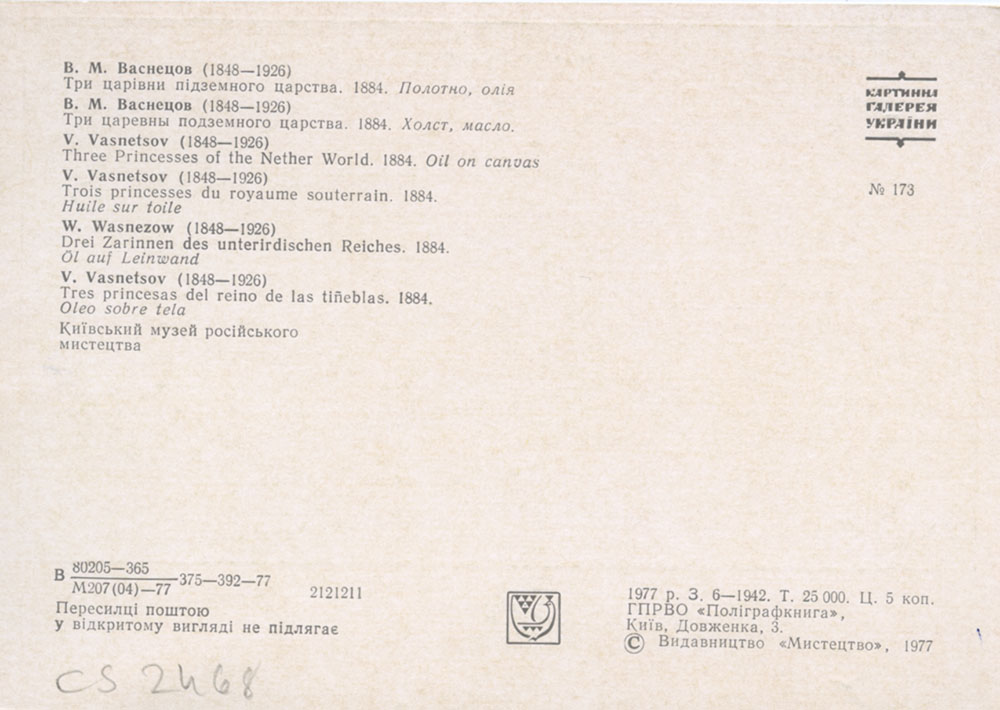 В. М. Васнецов (1848—1926)
Три царівни підземного царства. 1884. Полотно, олія
В. М. Васнецов (1848—1926)
Три царевны подземного царства. 1884. Холст, масло.
V. Vasnetsov (1848—1926)
Three Princesses of the Nether World. 1884. Oil on canvas
V. Vasnetsov (1848—1926)
Trois princesses du royaume souterrain. 1884.
Huile sur toile
W. Wasnezow (1848—1926)
Drei Zarinnen des unterirdischen Reiches. 1884.
Öl auf Leinwand
V. Vasnetsov (1848—1926)
Tres princesas del reino de las tiñeblas. 1884.
Oleo sobre tela
Київський музей російського
мистецтва
КАРТИННА
ГАЛЕРЕЯ
УКРАЇНИ
№ 173
В 80205—365
М207(04)—77 —375—392—77
2121211
Пересилці поштою
у відкритому вигляді не підлягає
1977 р. З. 6—1942. Т. 25 000. Ц. 5 коп.
ГПРВО «Поліграфкнига»,
Київ, Довженка, 3.
© Видавництво «Мистецтво», 1977
CS 2468